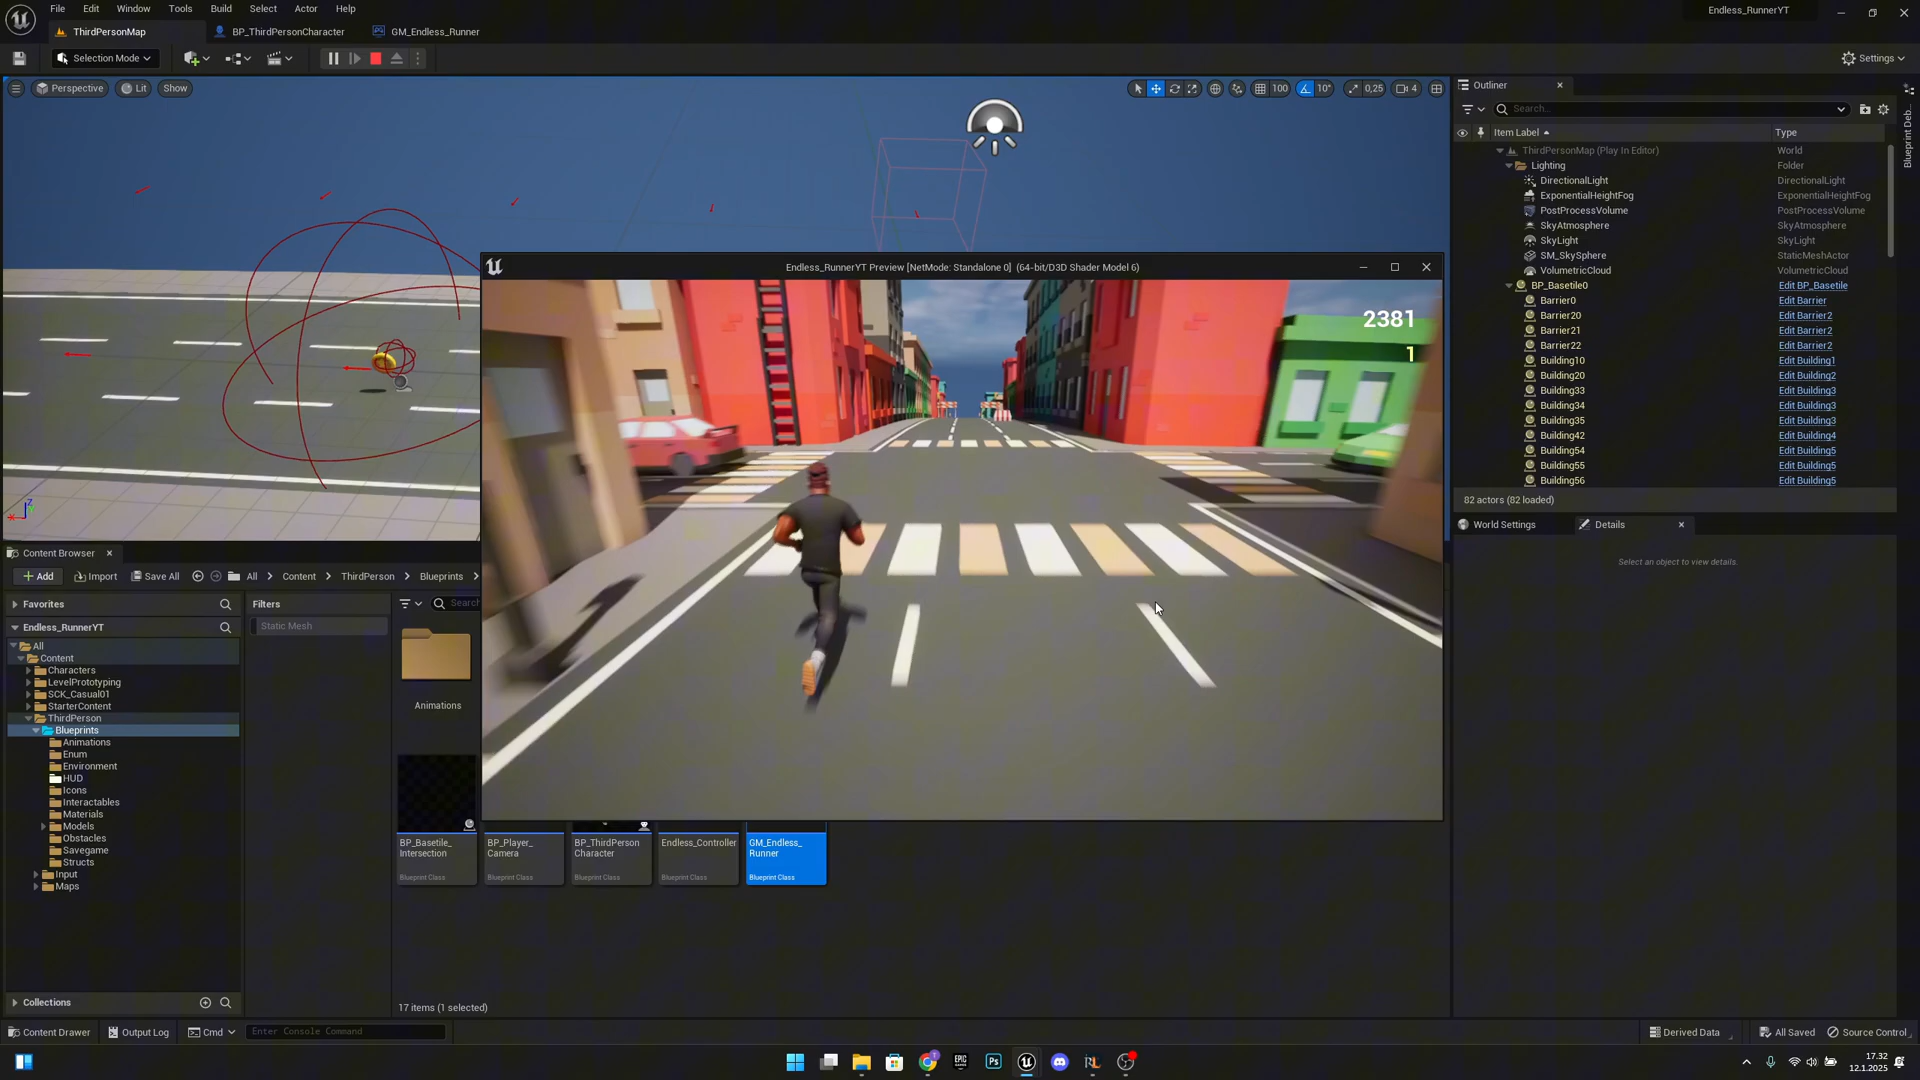 File Edit Window Tools Build Select Actor Help
Endless_RunnerYT
ThirdPersonMap
BP_ThirdPersonCharacter
GM_Endless_Runner
Selection Mode
Settings
Perspective
Lit
Show
100
10°
0,25
4
Outliner
Search...
Item Label
Type
ThirdPersonMap (Play In Editor) World
Lighting Folder
DirectionalLight DirectionalLight
ExponentialHeightFog ExponentialHeightFog
PostProcessVolume PostProcessVolume
SkyAtmosphere SkyAtmosphere
SkyLight SkyLight
SM_SkySphere StaticMeshActor
VolumetricCloud VolumetricCloud
BP_Basetile0 Edit BP_Basetile
Barrier0 Edit Barrier
Barrier20 Edit Barrier2
Barrier21 Edit Barrier2
Barrier22 Edit Barrier2
Building10 Edit Building1
Building20 Edit Building2
Building33 Edit Building3
Building34 Edit Building3
Building35 Edit Building3
Building42 Edit Building4
Building54 Edit Building5
Building55 Edit Building5
Building56 Edit Building5
82 actors (82 loaded)
Blueprint Deb...
World Settings
Details
Select an object to view details.
Endless_RunnerYT Preview [NetMode: Standalone 0] (64-bit/D3D Shader Model 6)
2381
1
Content Browser
Add
Import
Save All
All
Content
ThirdPerson
Blueprints
Favorites
Endless_RunnerYT
All
Content
Characters
LevelPrototyping
SCK_Casual01
StarterContent
ThirdPerson
Blueprints
Animations
Enum
Environment
HUD
Icons
Interactables
Materials
Models
Obstacles
Savegame
Structs
Input
Maps
Collections
Filters
Static Mesh
Search
Animations
BP_Basetile_
Intersection
Blueprint Class
BP_Player_
Camera
Blueprint Class
BP_ThirdPerson
Character
Blueprint Class
Endless_Controller
Blueprint Class
GM_Endless_
Runner
Blueprint Class
17 items (1 selected)
Content Drawer
Output Log
Cmd
Enter Console Command
Derived Data
All Saved
Source Control
EPIC
GAMES
Ps
17.32
12.1.2025